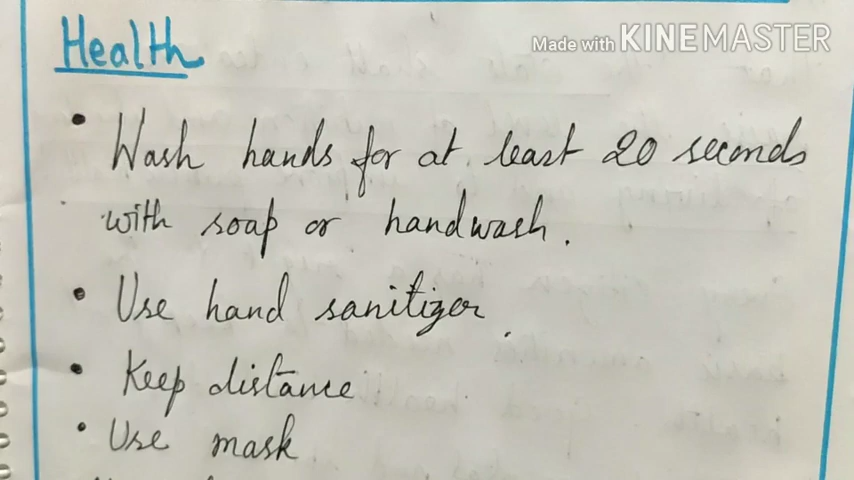 Health
Made with KINEMASTER
• Wash hands for at least 20 seconds
with soap or handwash.
• Use hand sanitizer.
• Keep distance
• Use mask